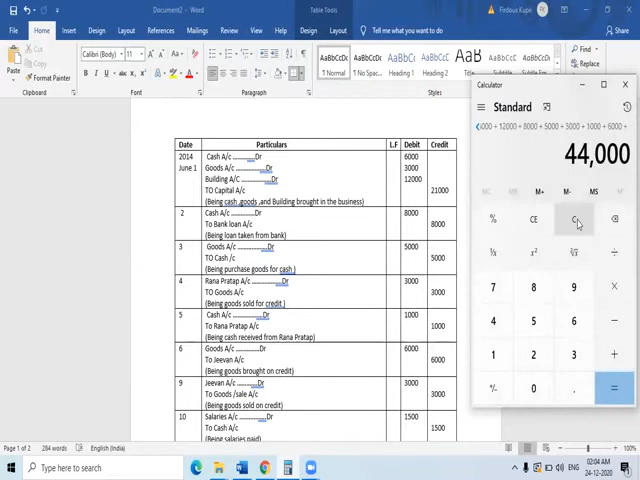 Document2 - Word
Table Tools
Firdous Kupe
FK
File
Home
Insert
Draw
Design
Layout
References
Mailings
Review
View
Help
Design
Layout
Tell me what you want to do
Share
Paste
Cut
Copy
Format Painter
Clipboard
Calibri (Body)
11
B I U
Font
Paragraph
AaBbCcDc AaBbCcDc AaBbCc AaBbCcD AaB AaBbCcD
¶ Normal
¶ No Spac...
Heading 1
Heading 2
Title
Subtitle
Styles
Find
Replace
Calculator
Standard
000 + 12000 + 8000 + 5000 + 3000 + 1000 + 6000 +
44,000
MC MR M+ M- MS
% CE C
¹/x x² ²√x ÷
7 8 9 ×
4 5 6 −
1 2 3 +
+/− 0 . =
Date Particulars L.F Debit Credit
2014 Cash A/c ............Dr 6000
June 1 Goods A/c ..............Dr 3000
Building A/C ...............Dr 12000
TO Capital A/c 21000
(Being cash ,goods ,and Building brought in the business)
2 Cash A/c ................Dr 8000
To Bank loan A/c 8000
(Being loan taken from bank)
3 Goods A/c ..............Dr 5000
TO Cash /c 5000
(Being purchase goods for cash )
4 Rana Pratap A/c ...............Dr 3000
TO Goods A/c 3000
(Being goods sold for credit )
5 Cash A/c ................Dr 1000
To Rana Pratap A/c 1000
(Being cash received from Rana Pratap)
6 Goods A/c ..............Dr 6000
To Jeevan A/c 6000
(Being goods brought on credit)
9 Jeevan A/c ..............Dr 3000
To Goods /sale A/c 3000
(Being goods sold on credit)
10 Salaries A/c ..............Dr 1500
To Cash A/c 1500
(Being salaries paid)
Page 1 of 2
284 words
English (India)
100%
Type here to search
ENG
02:04 AM
24-12-2020